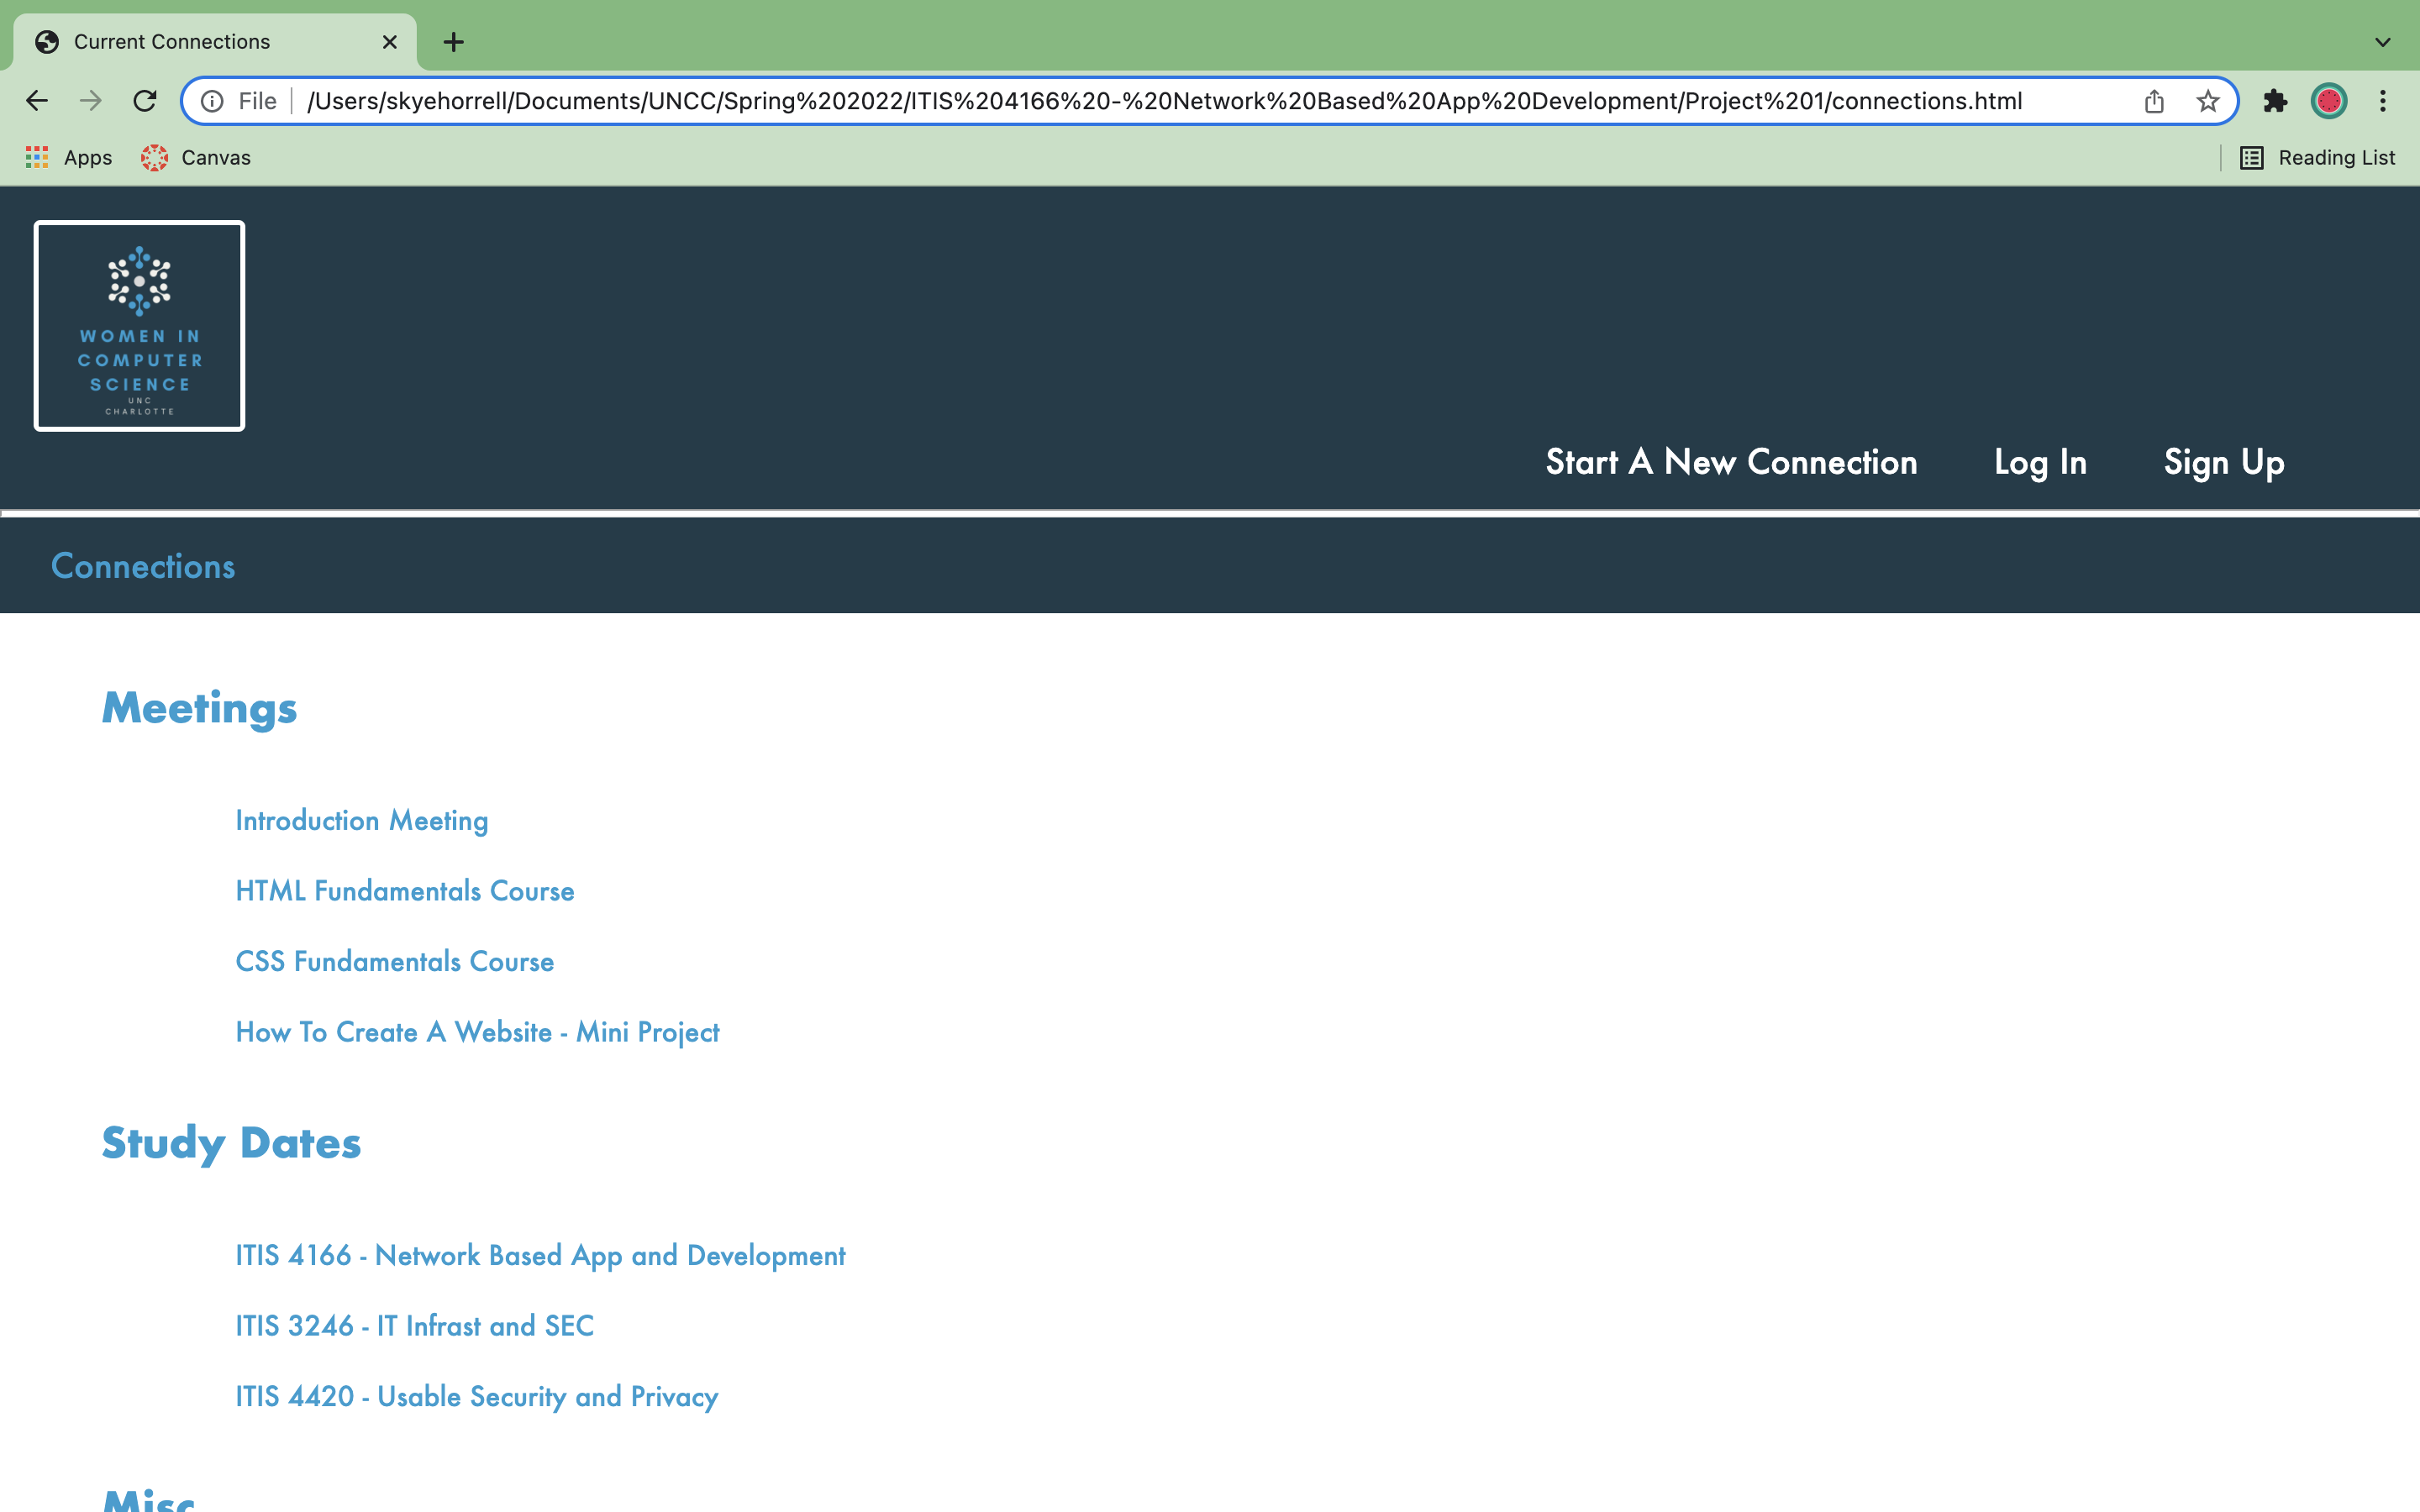 Current Connections
File
/Users/skyehorrell/Documents/UNCC/Spring%202022/ITIS%204166%20-%20Network%20Based%20App%20Development/Project%201/connections.html
Apps
Canvas
Reading List
WOMEN IN
COMPUTER
SCIENCE
UNC
CHARLOTTE
Start A New Connection
Log In
Sign Up
Connections
Meetings
Introduction Meeting
HTML Fundamentals Course
CSS Fundamentals Course
How To Create A Website - Mini Project
Study Dates
ITIS 4166 - Network Based App and Development
ITIS 3246 - IT Infrast and SEC
ITIS 4420 - Usable Security and Privacy
Misc